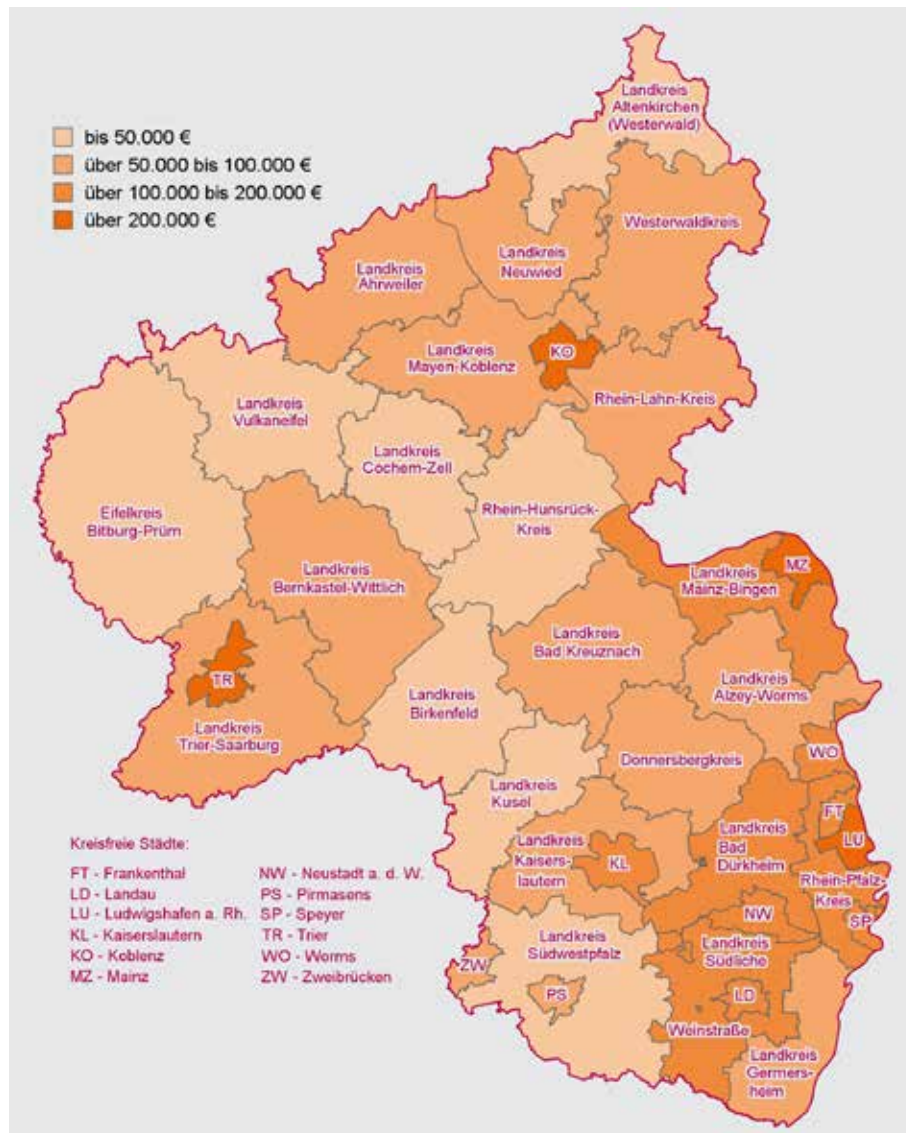 bis 50.000 €
über 50.000 bis 100.000 €
über 100.000 bis 200.000 €
über 200.000 €
Landkreis
Altenkirchen
(Westerwald)
Westerwaldkreis
Landkreis
Neuwied
Landkreis
Ahrweiler
Landkreis
Mayen-Koblenz
KO
Rhein-Lahn-Kreis
Landkreis
Vulkaneifel
Landkreis
Cochem-Zell
Eifelkreis
Bitburg-Prüm
Rhein-Hunsrück-
Kreis
Landkreis
Bernkastel-Wittlich
Landkreis
Mainz-Bingen
MZ
Landkreis
Bad Kreuznach
TR
Landkreis
Trier-Saarburg
Landkreis
Birkenfeld
Landkreis
Alzey-Worms
Donnersbergkreis
WO
Landkreis
Kusel
FT
LU
Landkreis
Kaisers-
lautern
KL
Landkreis
Bad
Dürkheim
Rhein-Pfalz-
Kreis
NW
SP
Landkreis
Südwestpfalz
ZW
PS
Landkreis
Südliche
Weinstraße
LD
Landkreis
Germers-
heim
Kreisfreie Städte:
FT - Frankenthal
LD - Landau
LU - Ludwigshafen a. Rh.
KL - Kaiserslautern
KO - Koblenz
MZ - Mainz
NW - Neustadt a. d. W.
PS - Pirmasens
SP - Speyer
TR - Trier
WO - Worms
ZW - Zweibrücken